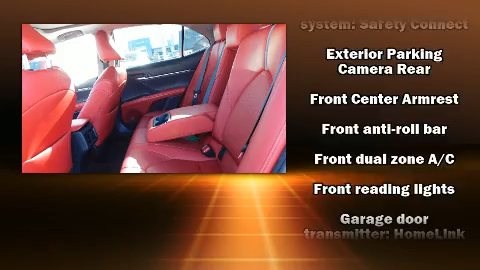 system: Safety Connect
Exterior Parking
Camera Rear
Front Center Armrest
Front anti-roll bar
Front dual zone A/C
Front reading lights
Garage door
transmitter: HomeLink